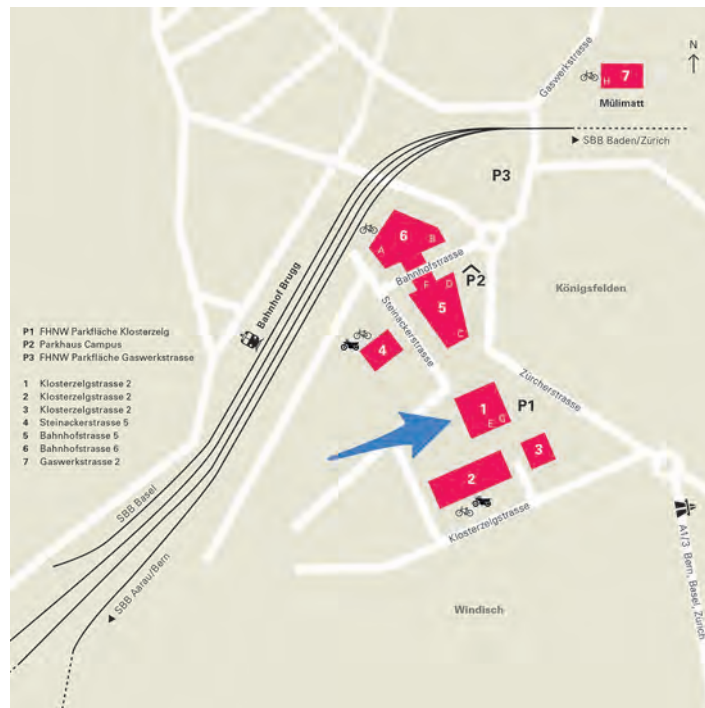 N
Gaswerkstrasse
H
7
Mülimatt
▶ SBB Baden/Zürich
P3
6
A
B
Bahnhofstrasse
F
D
P2
5
C
Königsfelden
Bahnhof Brugg
Steinackerstrasse
4
P1 FHNW Parkfläche Klosterzelg
P2 Parkhaus Campus
P3 FHNW Parkfläche Gaswerkstrasse
1 Klosterzelgstrasse 2
2 Klosterzelgstrasse 2
3 Klosterzelgstrasse 2
4 Steinackerstrasse 5
5 Bahnhofstrasse 5
6 Bahnhofstrasse 6
7 Gaswerkstrasse 2
Zürcherstrasse
1
E
G
P1
3
2
Klosterzelgstrasse
SBB Basel
▶ SBB Aarau/Bern
A1/3 Bern, Basel, Zürich
Windisch